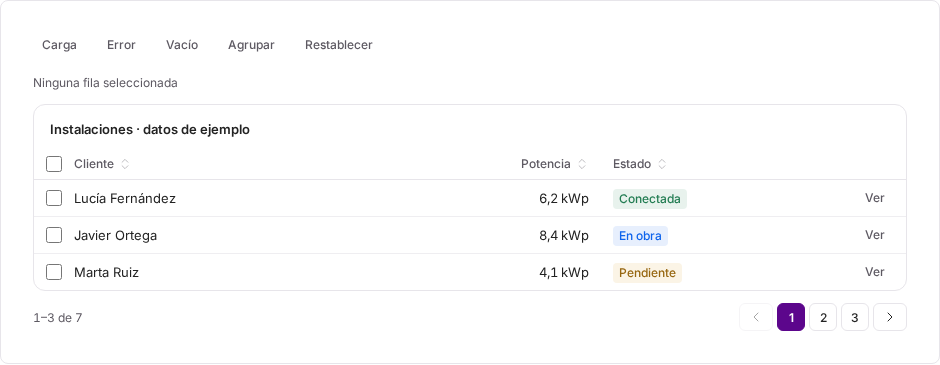 Carga Error Vacío Agrupar Restablecer
Ninguna fila seleccionada
Instalaciones · datos de ejemplo
Cliente Potencia Estado
Lucía Fernández 6,2 kWp Conectada Ver
Javier Ortega 8,4 kWp En obra Ver
Marta Ruiz 4,1 kWp Pendiente Ver
1–3 de 7 1 2 3